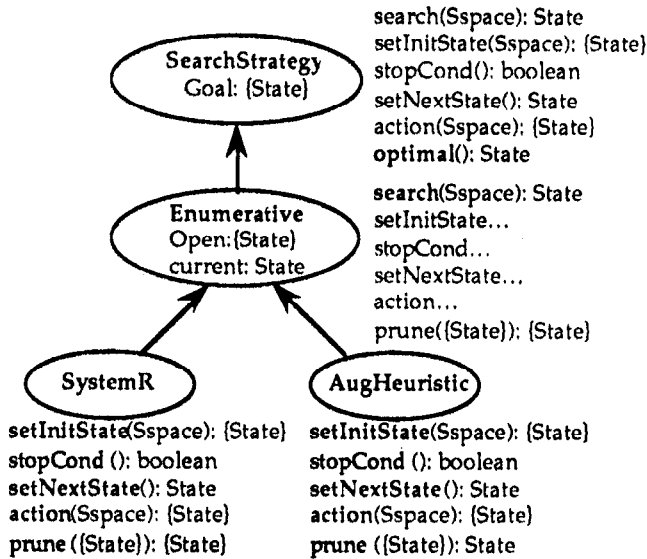 search(Sspace): State
SearchStrategy
Goal: {State}
setInitState(Sspace): {State}
stopCond(): boolean
setNextState(): State
action(Sspace): {State}
optimal(): State
Enumerative
Open:{State}
current: State
search(Sspace): State
setInitState...
stopCond...
setNextState...
action...
prune({State}): {State}
SystemR
setInitState(Sspace): {State}
stopCond (): boolean
setNextState(): State
action(Sspace): {State}
prune ({State}): {State}
AugHeuristic
setInitState(Sspace): {State}
stopCond (): boolean
setNextState(): State
action(Sspace): {State}
prune ({State}): State